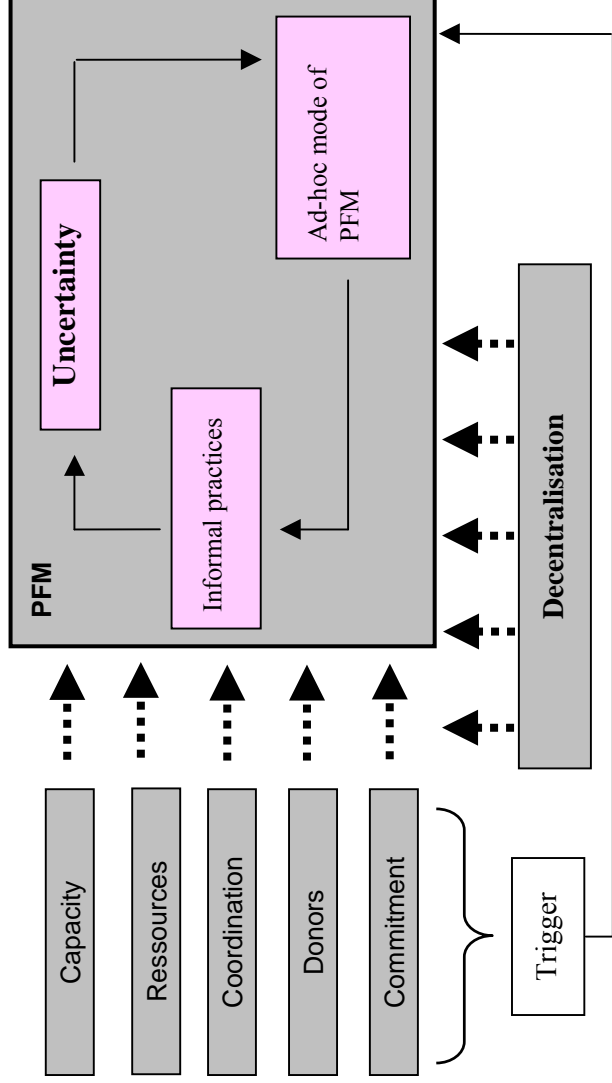 PFM
Uncertainty
Informal practices
Ad-hoc mode of
PFM
Capacity
Ressources
Coordination
Donors
Commitment
Trigger
Decentralisation